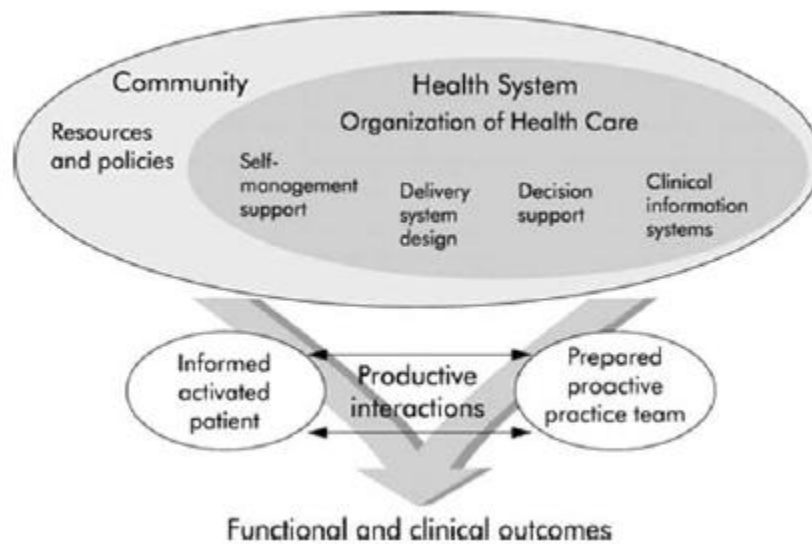 Community
Health System
Organization of Health Care
Resources
and policies
Self-
management
support
Delivery
system
design
Decision
support
Clinical
information
systems
Informed
activated
patient
Productive
interactions
Prepared
proactive
practice team
Functional and clinical outcomes